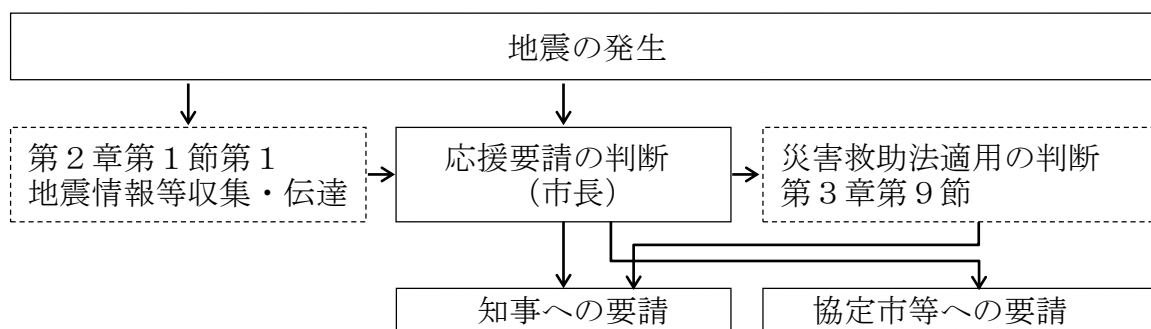 地震の発生
第２章第１節第１
地震情報等収集・伝達
応援要請の判断
（市長）
災害救助法適用の判断
第３章第９節
知事への要請
協定市等への要請